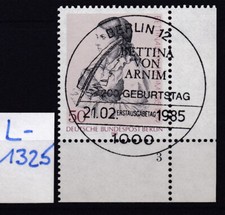 BERLIN 12
BETTINA
VON
ARNIM
200. GEBURTSTAG
21.02. ERSTAUSGABETAG 1985
50
DEUTSCHE BUNDESPOST BERLIN
1000
3
L-
1325